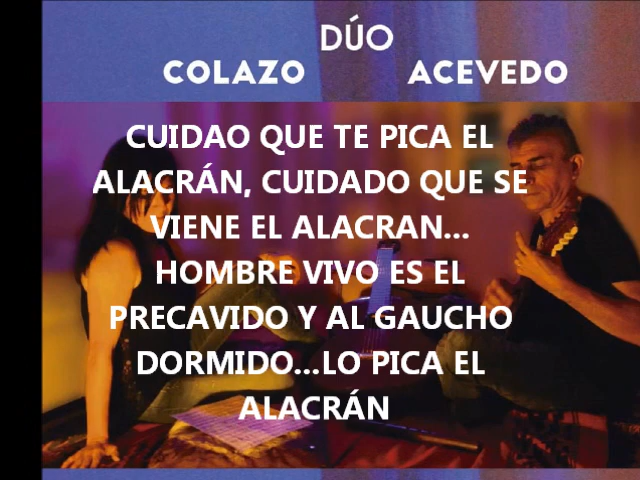 DÚO
COLAZO ACEVEDO
CUIDAO QUE TE PICA EL
ALACRÁN, CUIDADO QUE SE
VIENE EL ALACRAN...
HOMBRE VIVO ES EL
PRECAVIDO Y AL GAUCHO
DORMIDO...LO PICA EL
ALACRÁN